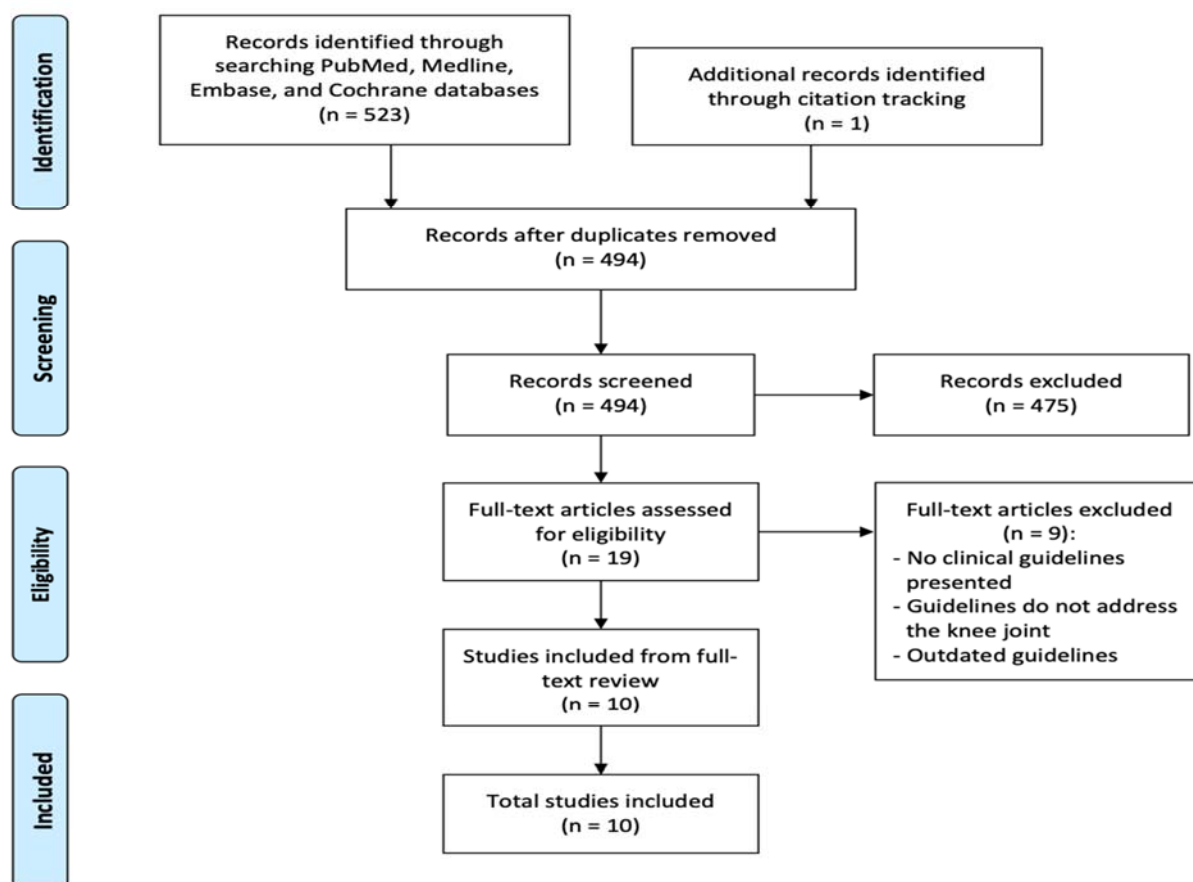 Identification
Records identified through
searching PubMed, Medline,
Embase, and Cochrane databases
(n = 523)
Additional records identified
through citation tracking
(n = 1)
Records after duplicates removed
(n = 494)
Screening
Records screened
(n = 494)
Records excluded
(n = 475)
Eligibility
Full-text articles assessed
for eligibility
(n = 19)
Full-text articles excluded
(n = 9):
- No clinical guidelines
presented
- Guidelines do not address
the knee joint
- Outdated guidelines
Studies included from full-
text review
(n = 10)
Included
Total studies included
(n = 10)